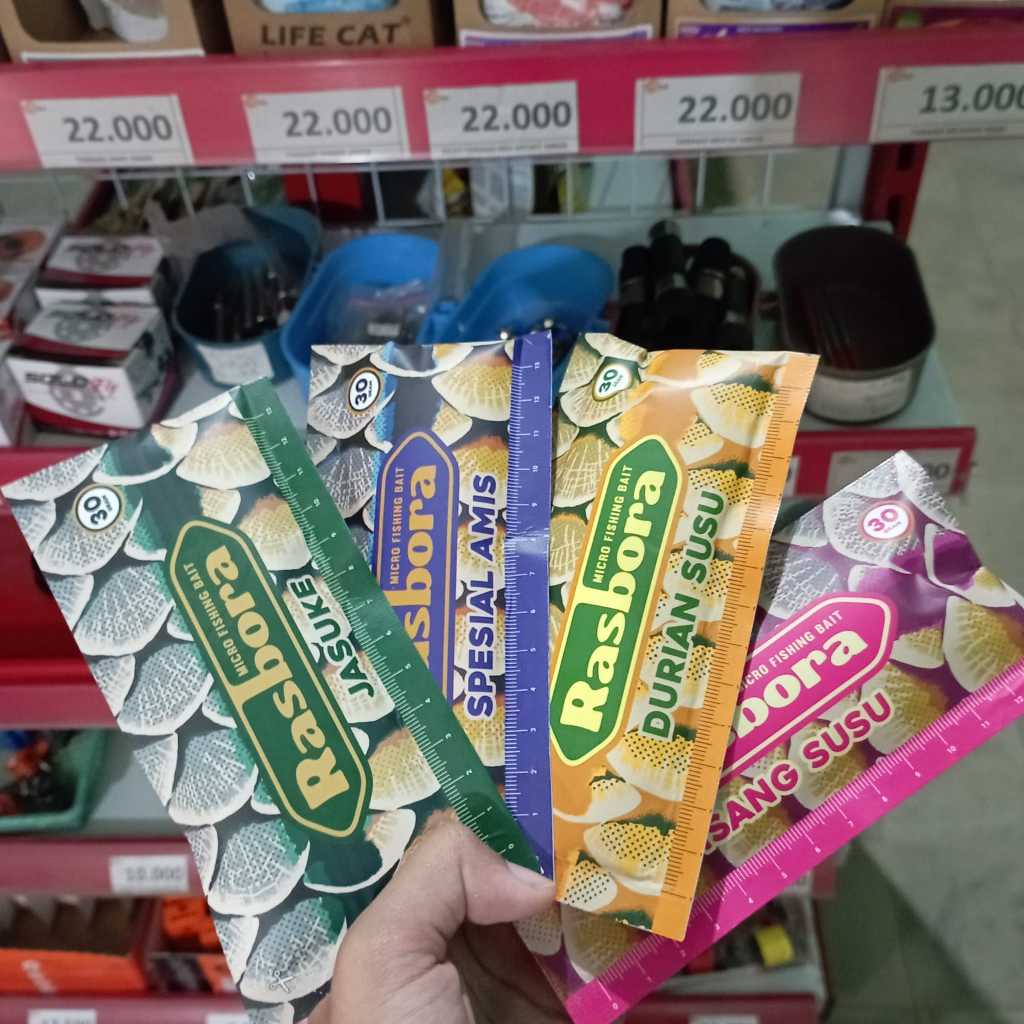 LIFE CAT
22.000
22.000
22.000
22.000
13.000
30
MICRO FISHING BAIT
Rasbora
JASUKE
30
MICRO FISHING BAIT
asbora
SPESIAL AMIS
30
MICRO FISHING BAIT
Rasbora
DURIAN SUSU
30
CRO FISHING BAIT
bora
SANG SUSU
10.000